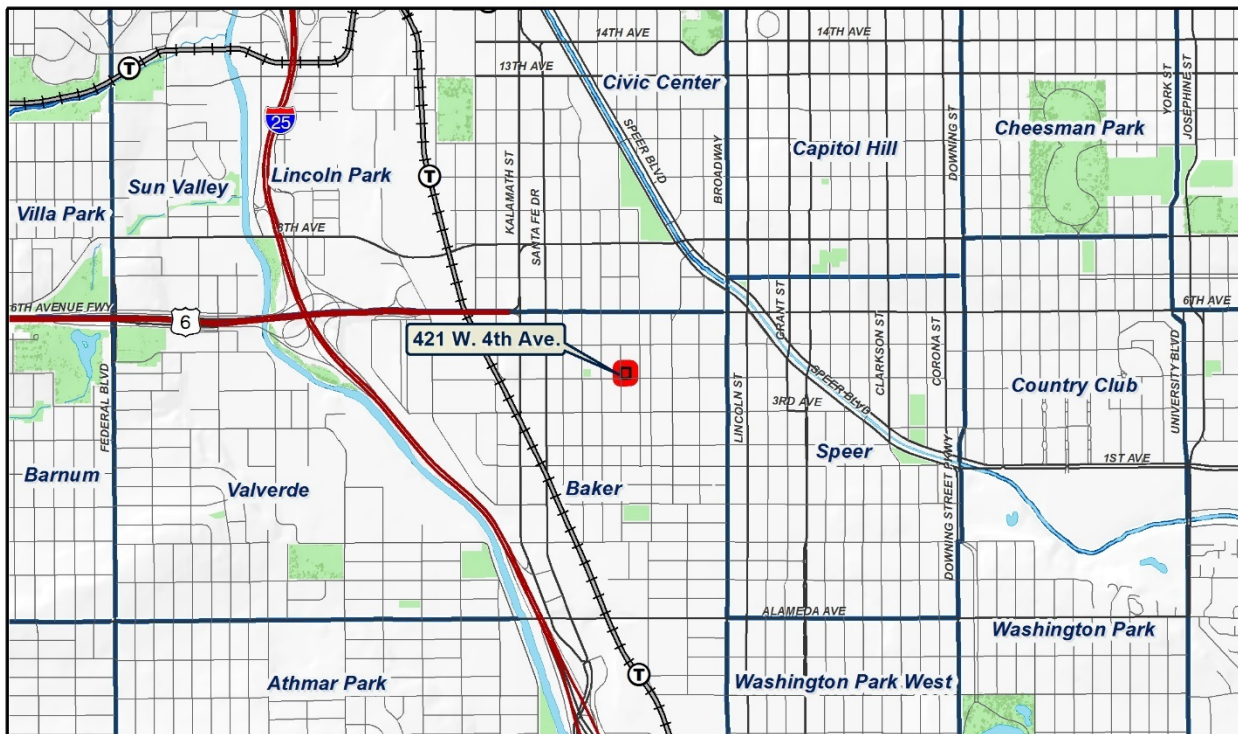 14TH AVE
14TH AVE
13TH AVE
Civic Center
YORK ST
JOSEPHINE ST
25
SPEER BLVD
DOWNING ST
Cheesman Park
Capitol Hill
T
T
Lincoln Park
Sun Valley
KALAMATH ST
SANTA FE DR
BROADWAY
Villa Park
8TH AVE
6TH AVENUE FWY
6
6TH AVE
421 W. 4th Ave.
GRANT ST
CLARKSON ST
CORONA ST
SPEER BLVD
3RD AVE
LINCOLN ST
FEDERAL BLVD
Country Club
UNIVERSITY BLVD
Speer
1ST AVE
Barnum
Valverde
Baker
DOWNING STREET PKWY
ALAMEDA AVE
Washington Park
T
Athmar Park
Washington Park West